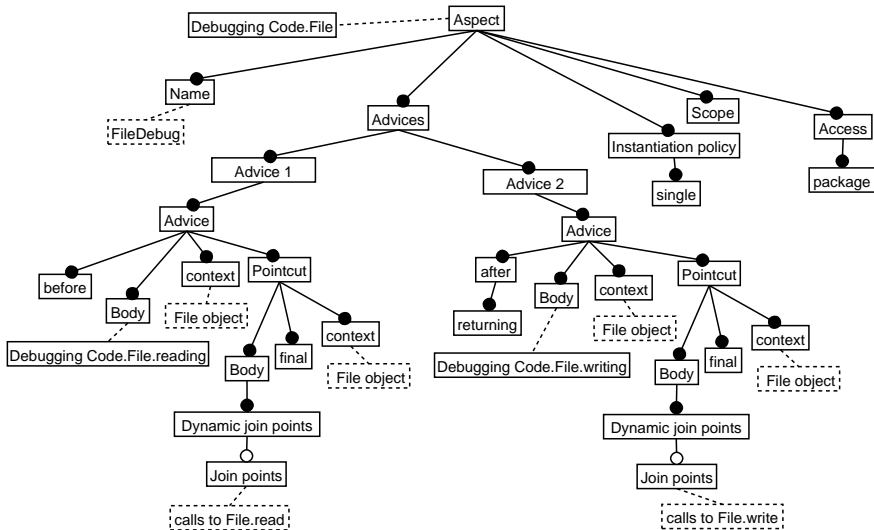 Aspect
Debugging Code.File
Name
Scope
Advices
Access
FileDebug
Instantiation policy
Advice 1
Advice 2
single
package
Advice
Advice
Pointcut
after
Pointcut
before
context
context
Body
Body
File object
File object
returning
context
context
Debugging Code.File.reading
final
final
Debugging Code.File.writing
Body
Body
File object
File object
Dynamic join points
Dynamic join points
Join points
Join points
calls to File.read
calls to File.write